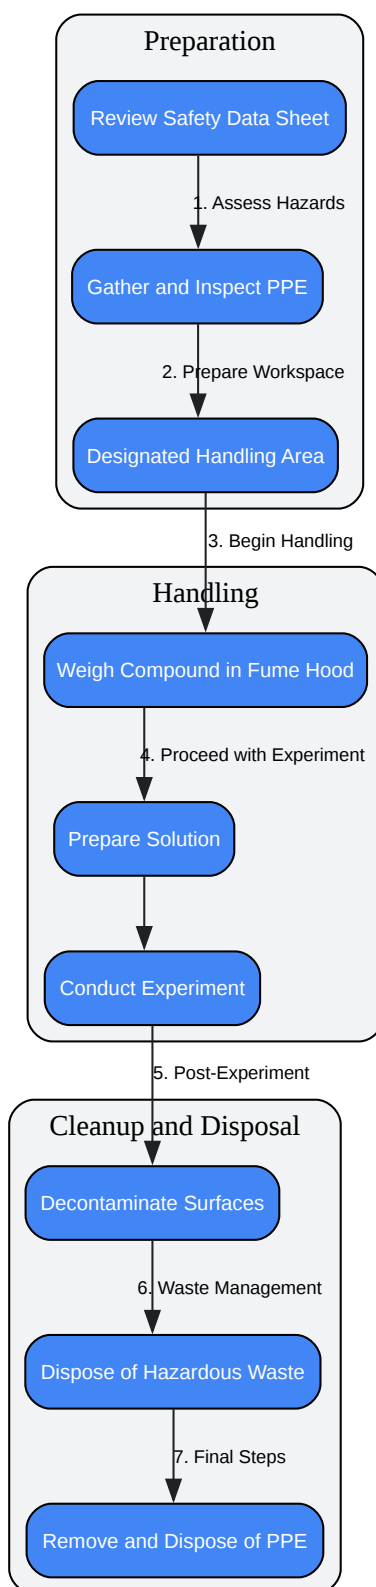 Preparation
Review Safety Data Sheet
1. Assess Hazards
Gather and Inspect PPE
2. Prepare Workspace
Designated Handling Area
3. Begin Handling
Handling
Weigh Compound in Fume Hood
4. Proceed with Experiment
Prepare Solution
Conduct Experiment
5. Post-Experiment
Cleanup and Disposal
Decontaminate Surfaces
6. Waste Management
Dispose of Hazardous Waste
7. Final Steps
Remove and Dispose of PPE